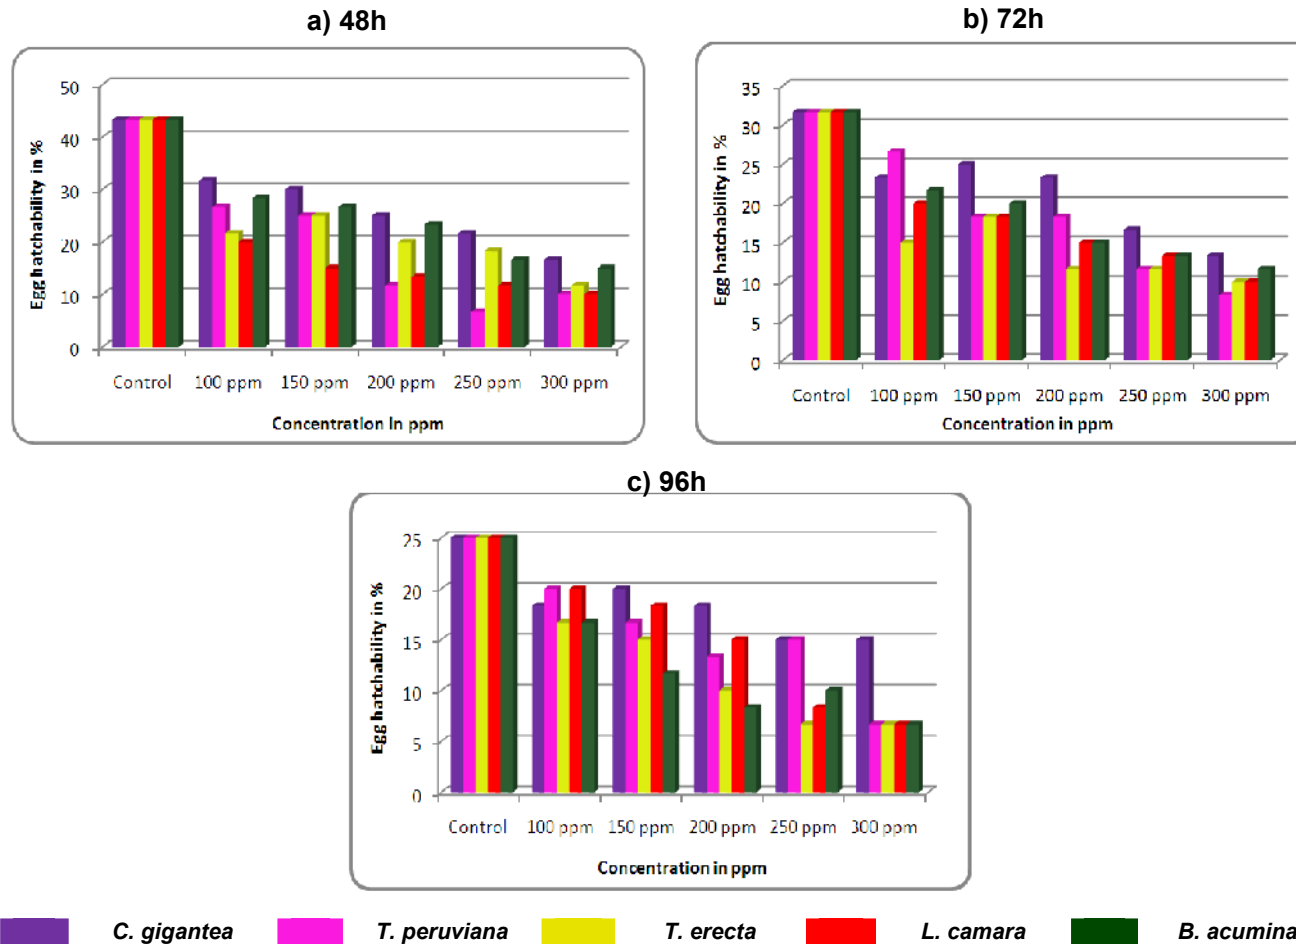 a) 48h
b) 72h
Egg hatchability in %
50
40
30
20
10
0
Control 100 ppm 150 ppm 200 ppm 250 ppm 300 ppm
Concentration in ppm
Egg hatchability in %
35
30
25
20
15
10
5
0
Control 100 ppm 150 ppm 200 ppm 250 ppm 300 ppm
Concentration in ppm
c) 96h
Egg hatchability in %
25
20
15
10
5
0
Control 100 ppm 150 ppm 200 ppm 250 ppm 300 ppm
Concentration in ppm
C. gigantea T. peruviana T. erecta L. camara B. acumina